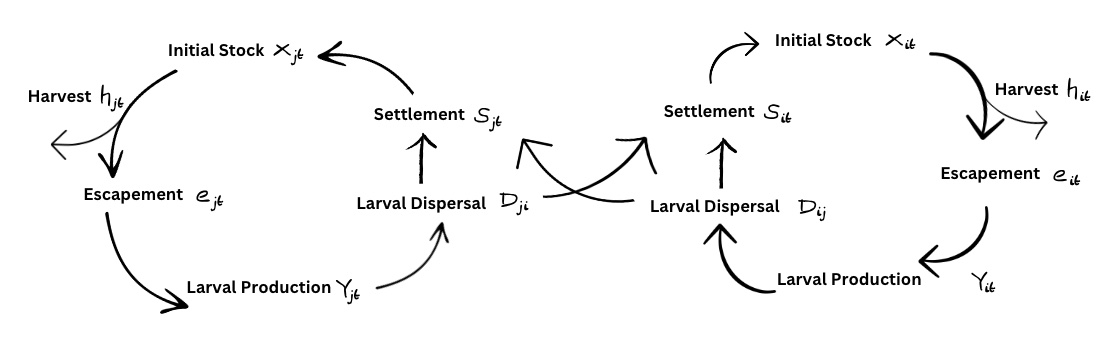 Initial Stock x_jt
Harvest h_jt
Settlement S_jt
Escapement e_jt
Larval Dispersal D_ji
Larval Production Y_jt
Initial Stock x_it
Harvest h_it
Settlement S_it
Escapement e_it
Larval Dispersal D_ij
Larval Production Y_it